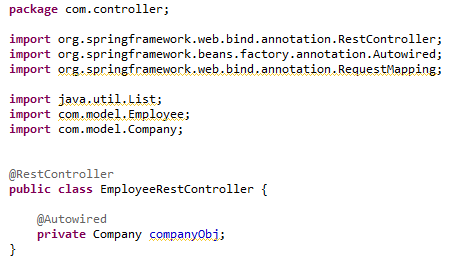 package com.controller;
import org.springframework.web.bind.annotation.RestController;
import org.springframework.beans.factory.annotation.Autowired;
import org.springframework.web.bind.annotation.RequestMapping;
import java.util.List;
import com.model.Employee;
import com.model.Company;
@RestController
public class EmployeeRestController {
@Autowired
private Company companyObj;
}